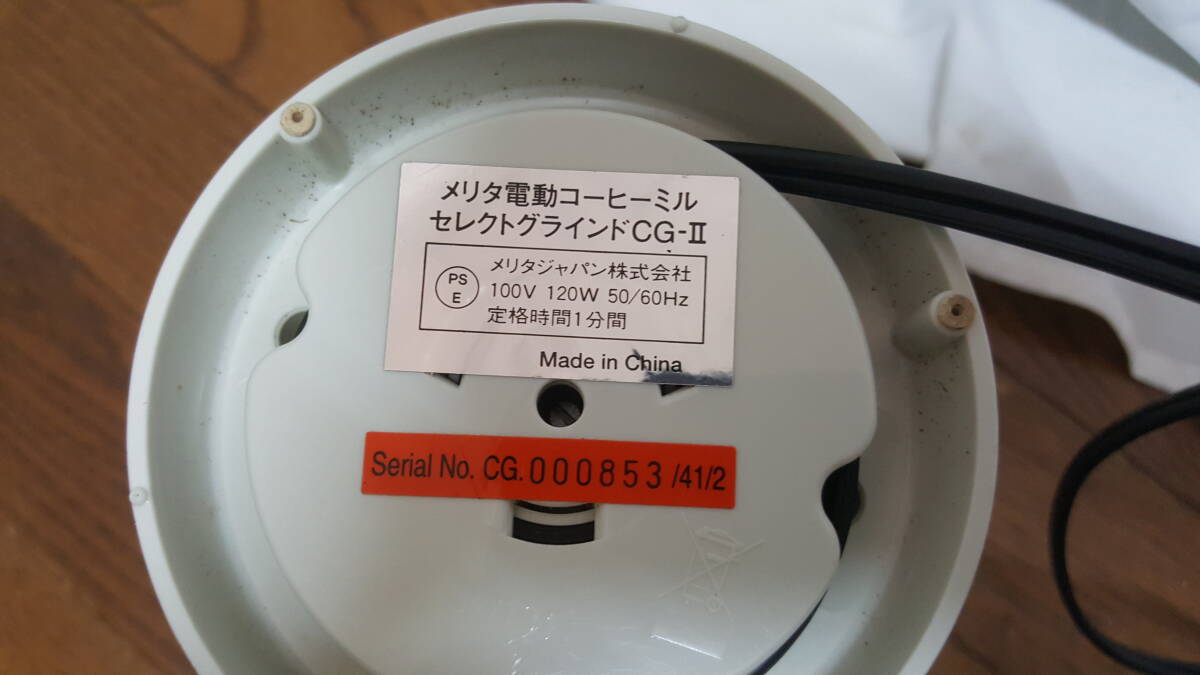 メリタ電動コーヒーミル
セレクトグラインドCG-Ⅱ
PS
E
メリタジャパン株式会社
100V 120W 50/60Hz
定格時間1分間
Made in China
Serial No. CG. 000853 /41/2